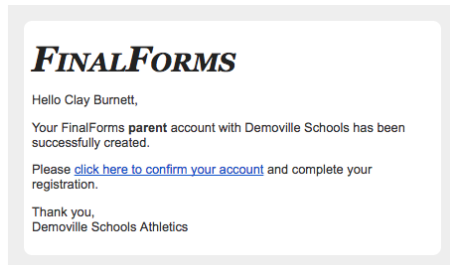 FINALFORMS
Hello Clay Burnett,
Your FinalForms parent account with Demoville Schools has been
successfully created.
Please click here to confirm your account and complete your
registration.
Thank you,
Demoville Schools Athletics